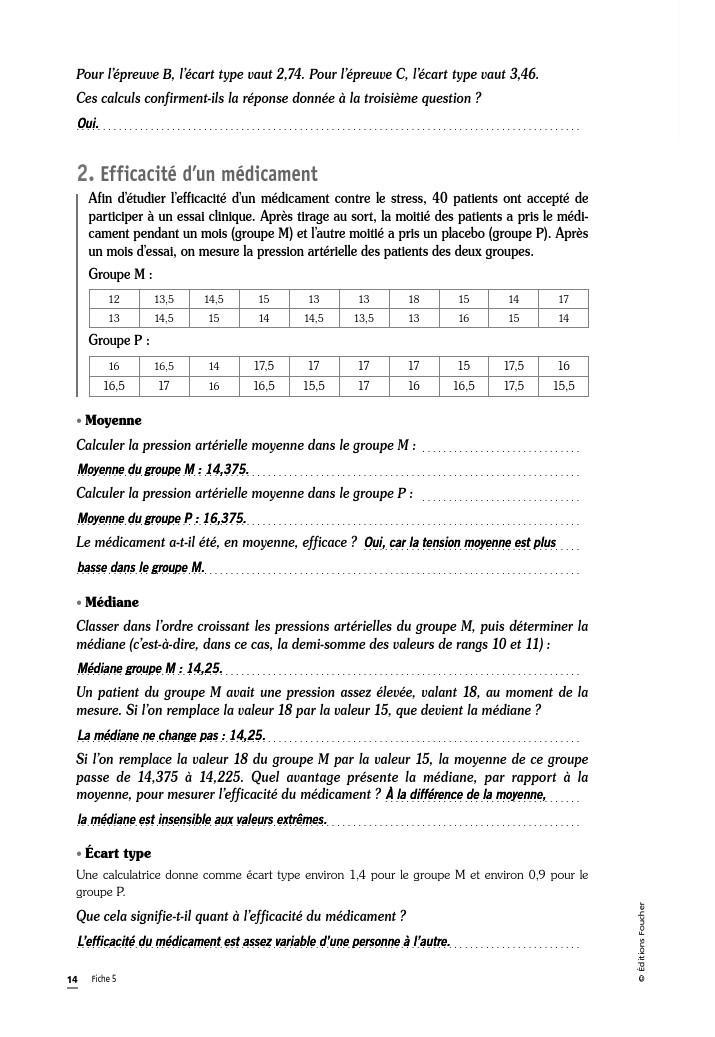 Pour l'épreuve B, l'écart type vaut 2,74. Pour l'épreuve C, l'écart type vaut 3,46.
Ces calculs confirment-ils la réponse donnée à la troisième question ?
Oui.
2. Efficacité d'un médicament
Afin d'étudier l'efficacité d'un médicament contre le stress, 40 patients ont accepté de
participer à un essai clinique. Après tirage au sort, la moitié des patients a pris le médi-
cament pendant un mois (groupe M) et l'autre moitié a pris un placebo (groupe P). Après
un mois d'essai, on mesure la pression artérielle des patients des deux groupes.
Groupe M :
12 13,5 14,5 15 13 13 18 15 14 17
13 14,5 15 14 14,5 13,5 13 16 15 14
Groupe P :
16 16,5 14 17,5 17 17 17 15 17,5 16
16,5 17 16 16,5 15,5 17 16 16,5 17,5 15,5
• Moyenne
Calculer la pression artérielle moyenne dans le groupe M :
Moyenne du groupe M : 14,375.
Calculer la pression artérielle moyenne dans le groupe P :
Moyenne du groupe P : 16,375.
Le médicament a-t-il été, en moyenne, efficace ? Oui, car la tension moyenne est plus
basse dans le groupe M.
• Médiane
Classer dans l'ordre croissant les pressions artérielles du groupe M, puis déterminer la
médiane (c'est-à-dire, dans ce cas, la demi-somme des valeurs de rangs 10 et 11) :
Médiane groupe M : 14,25.
Un patient du groupe M avait une pression assez élevée, valant 18, au moment de la
mesure. Si l'on remplace la valeur 18 par la valeur 15, que devient la médiane ?
La médiane ne change pas : 14,25.
Si l'on remplace la valeur 18 du groupe M par la valeur 15, la moyenne de ce groupe
passe de 14,375 à 14,225. Quel avantage présente la médiane, par rapport à la
moyenne, pour mesurer l'efficacité du médicament ? À la différence de la moyenne,
la médiane est insensible aux valeurs extrêmes.
• Écart type
Une calculatrice donne comme écart type environ 1,4 pour le groupe M et environ 0,9 pour le
groupe P.
Que cela signifie-t-il quant à l'efficacité du médicament ?
L'efficacité du médicament est assez variable d'une personne à l'autre.
14 Fiche 5
© Éditions Foucher